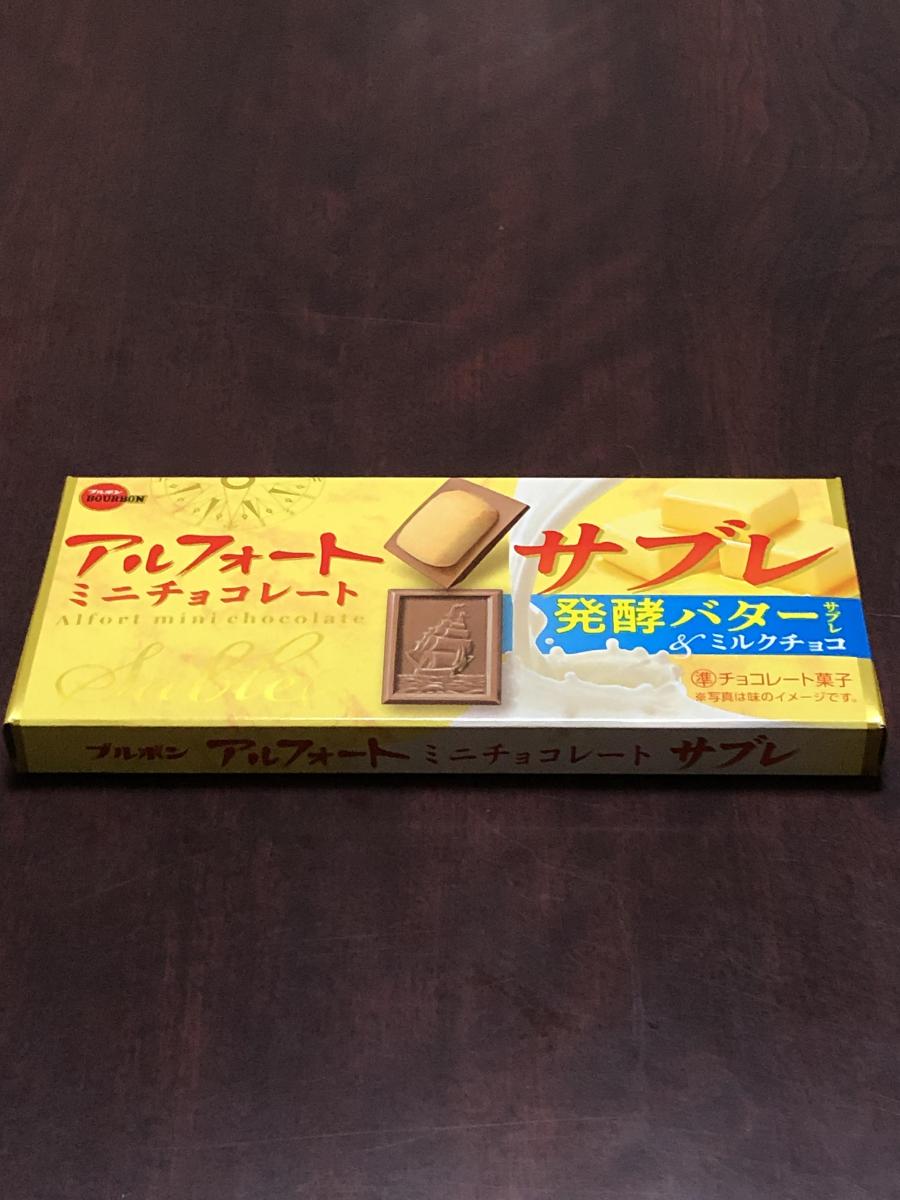 ブルボン
BOURBON
アルフォート
ミニチョコレート
Alfort mini chocolate
Sablé
サブレ
発酵バターサブレ
&ミルクチョコ
準チョコレート菓子
※写真は味のイメージです。
ブルボン アルフォート ミニチョコレート サブレ